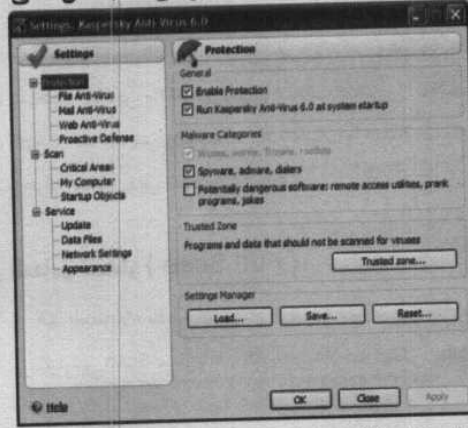 Settings, Kaspersky Anti-Virus 6.0
Settings
Protection
File Anti-Virus
Mail Anti-Virus
Web Anti-Virus
Proactive Defense
Scan
Critical Areas
My Computer
Startup Objects
Service
Update
Data Files
Network Settings
Appearance
Help
Protection
General
Enable Protection
Run Kaspersky Anti-Virus 6.0 at system startup
Malware Categories
Viruses, worms, Trojans, rootkits
Spyware, adware, dialers
Potentially dangerous software: remote access utilities, prank
programs, jokes
Trusted Zone
Programs and data that should not be scanned for viruses
Trusted zone...
Settings Manager
Load... Save... Reset...
OK Close Apply